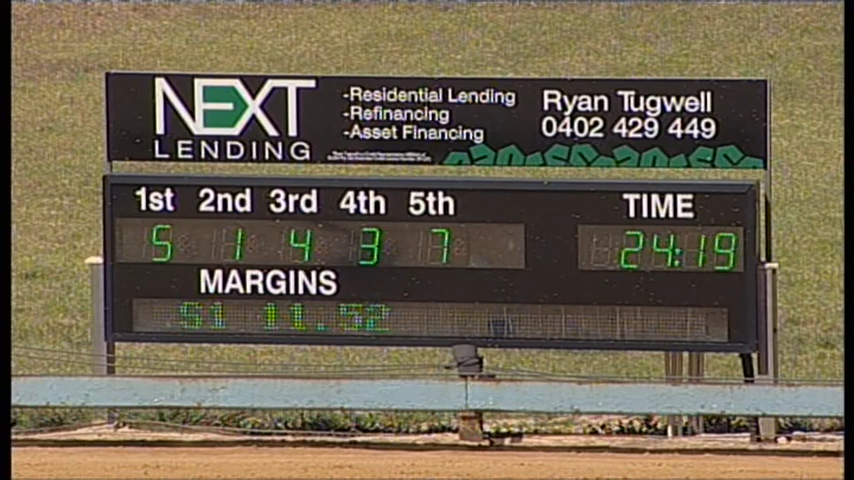 NEXT
LENDING
-Residential Lending
-Refinancing
-Asset Financing
Ryan Tugwell
0402 429 449
1st 2nd 3rd 4th 5th TIME
5 1 4 3 7 24:19
MARGINS
S1 11.52